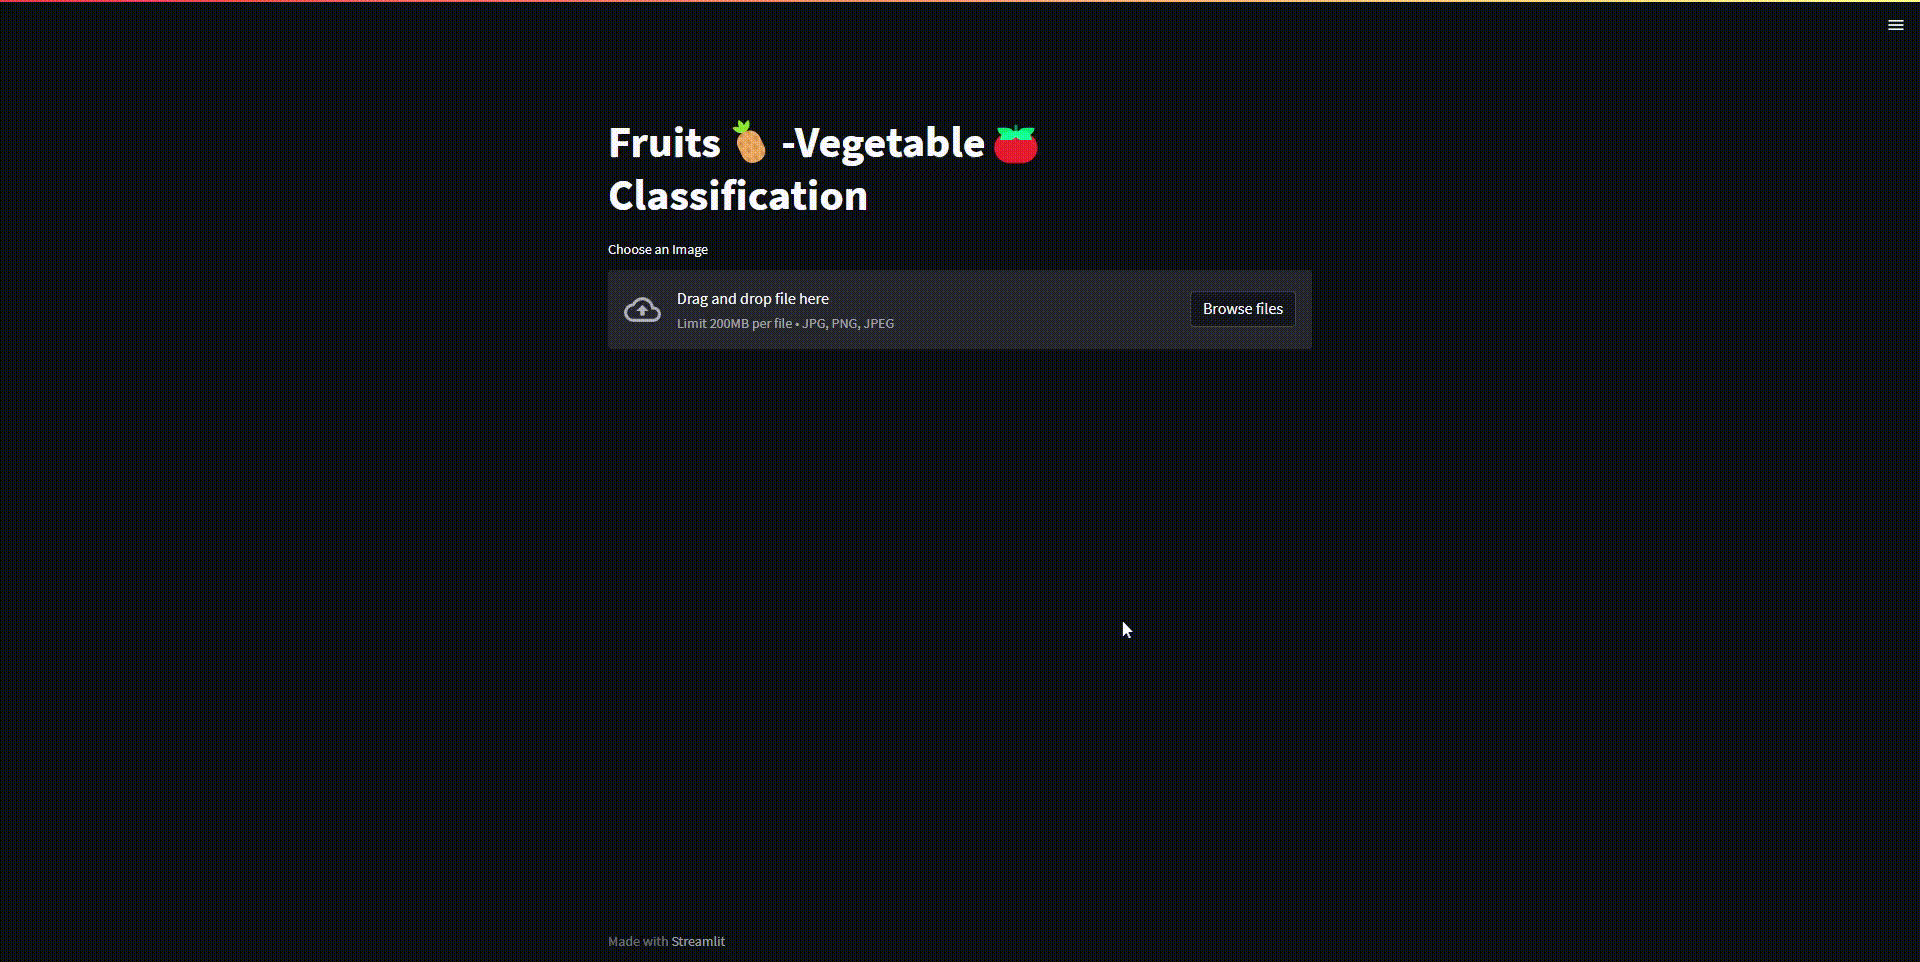 Fruits🍍 -Vegetable🍅
Classification
Choose an Image
Drag and drop file here
Limit 200MB per file • JPG, PNG, JPEG
Browse files
Made with Streamlit